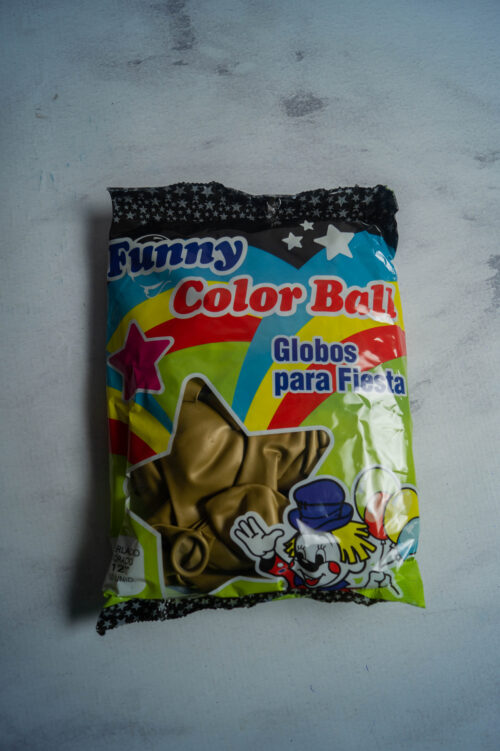 Funny
Color Ball
Globos
para Fiesta
12"